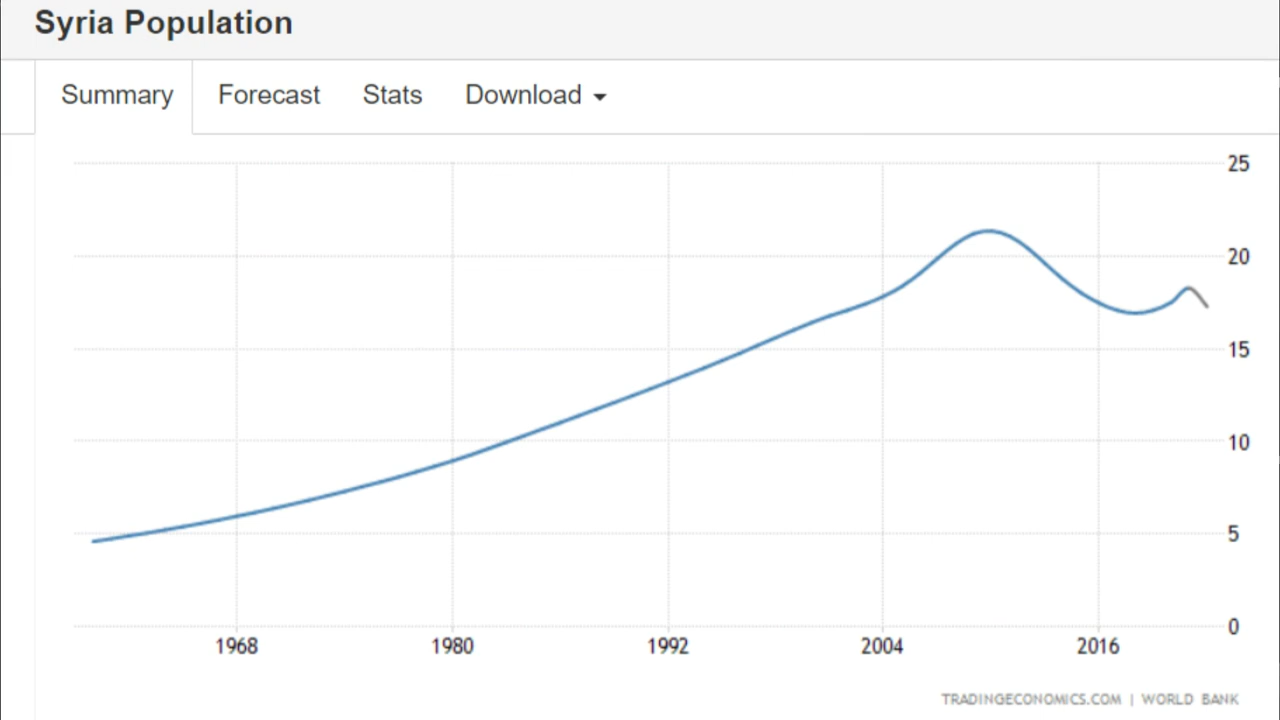 Syria Population
Summary Forecast Stats Download
25
20
15
10
5
0
1968 1980 1992 2004 2016
TRADINGECONOMICS.COM | WORLD BANK